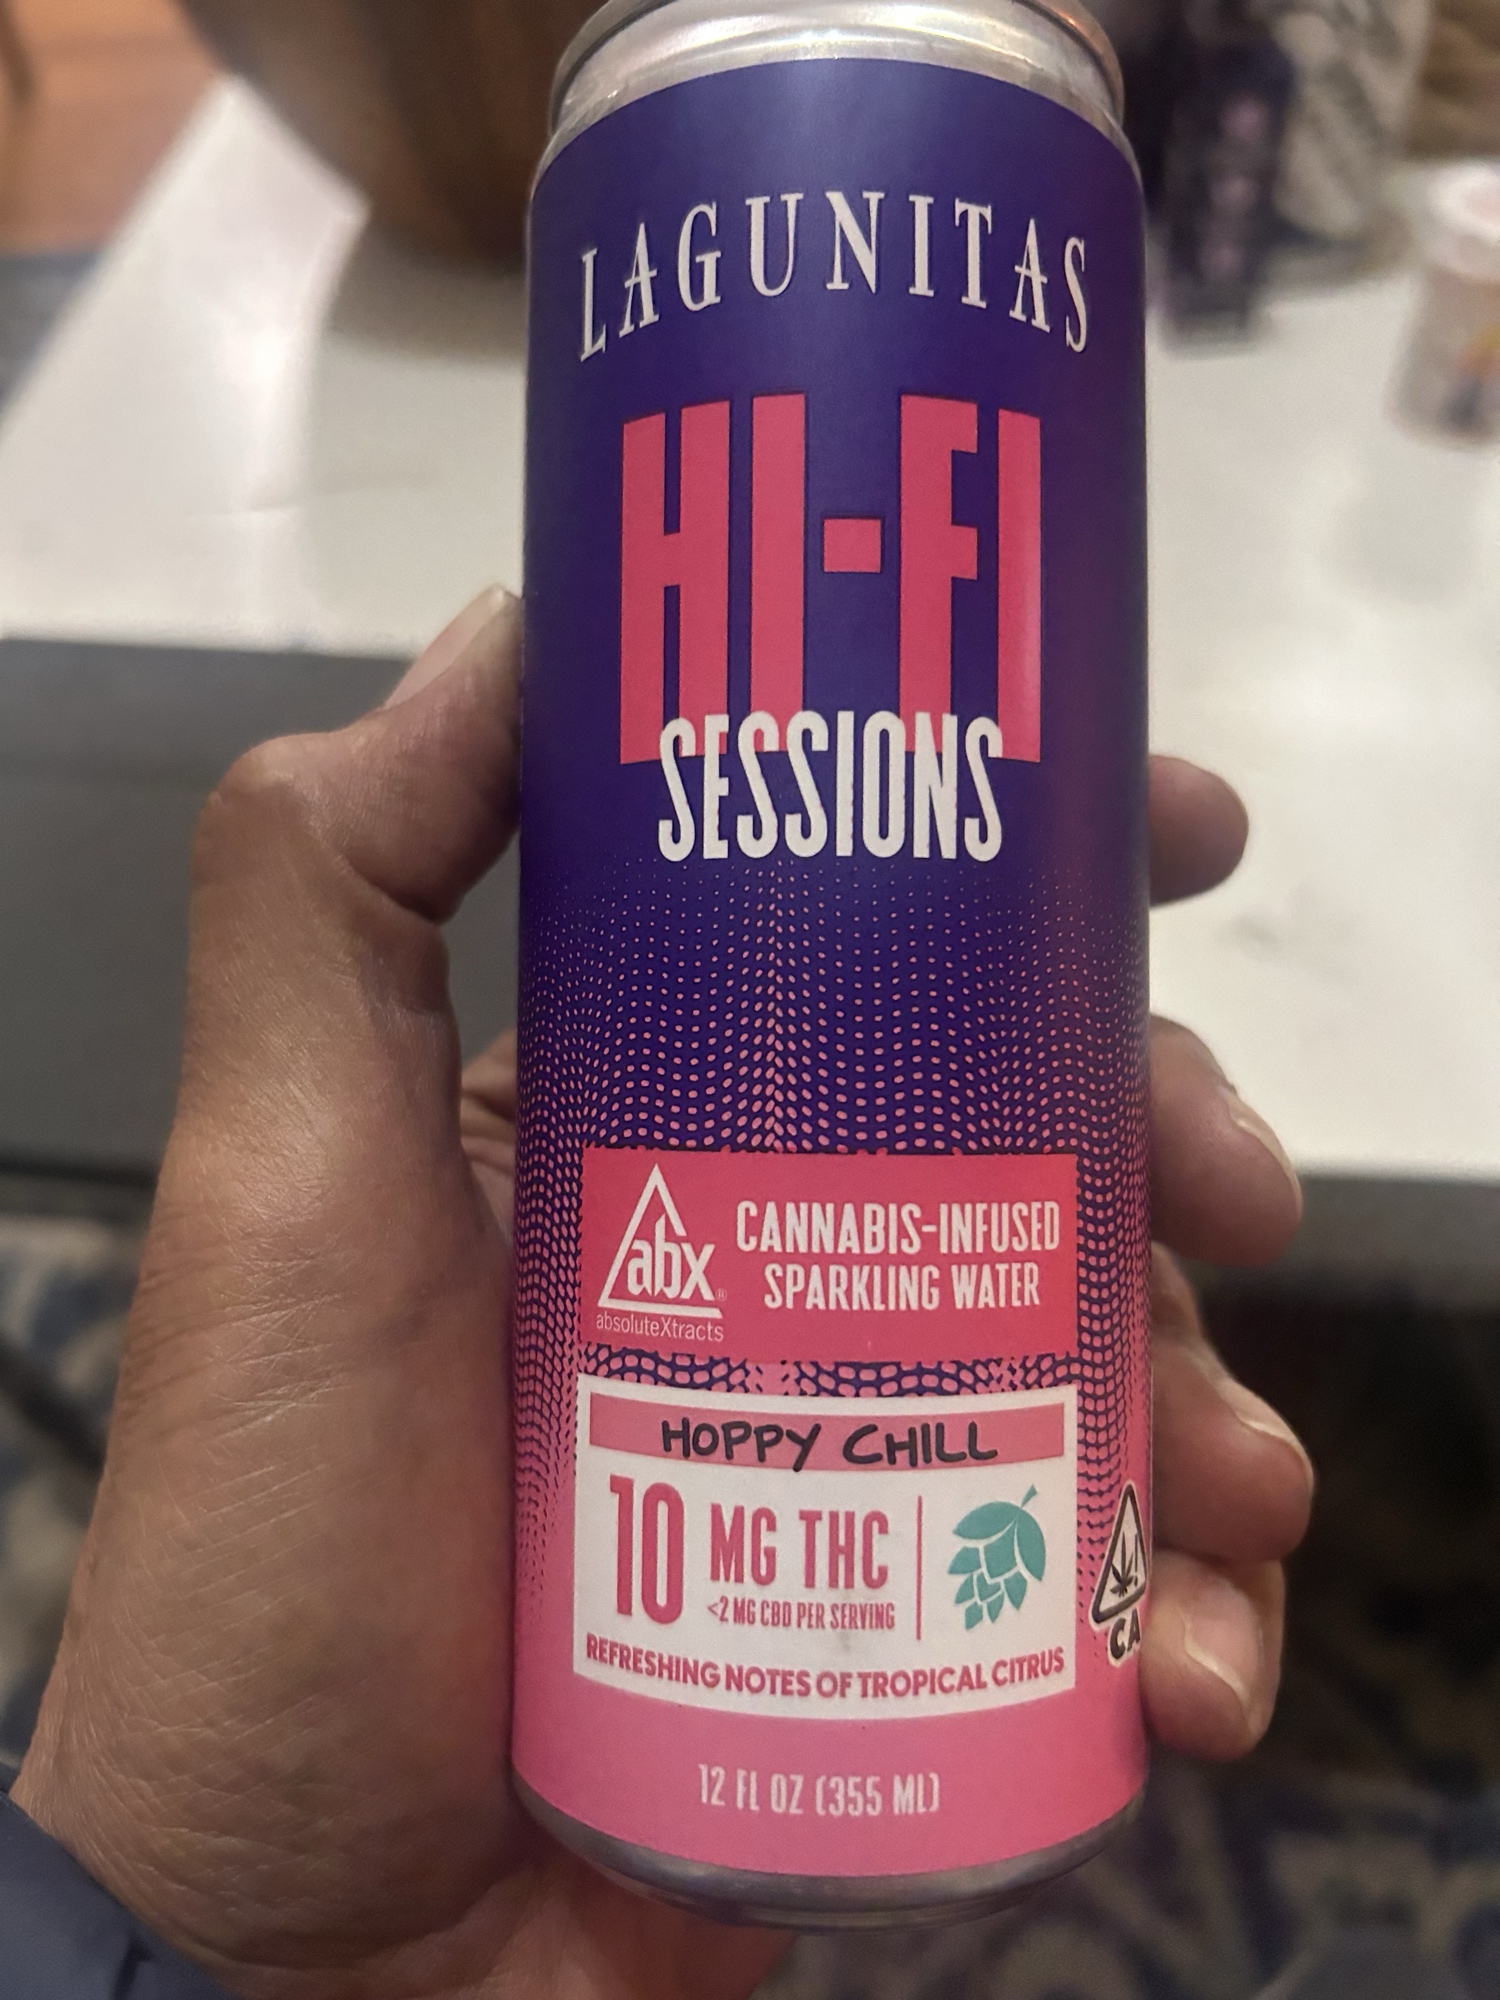 LAGUNITAS
HI-FI
SESSIONS
abx®
absoluteXtracts
CANNABIS-INFUSED
SPARKLING WATER
HOPPY CHILL
10 MG THC
<2 MG CBD PER SERVING
REFRESHING NOTES OF TROPICAL CITRUS
!
CA
12 FL OZ (355 ML)